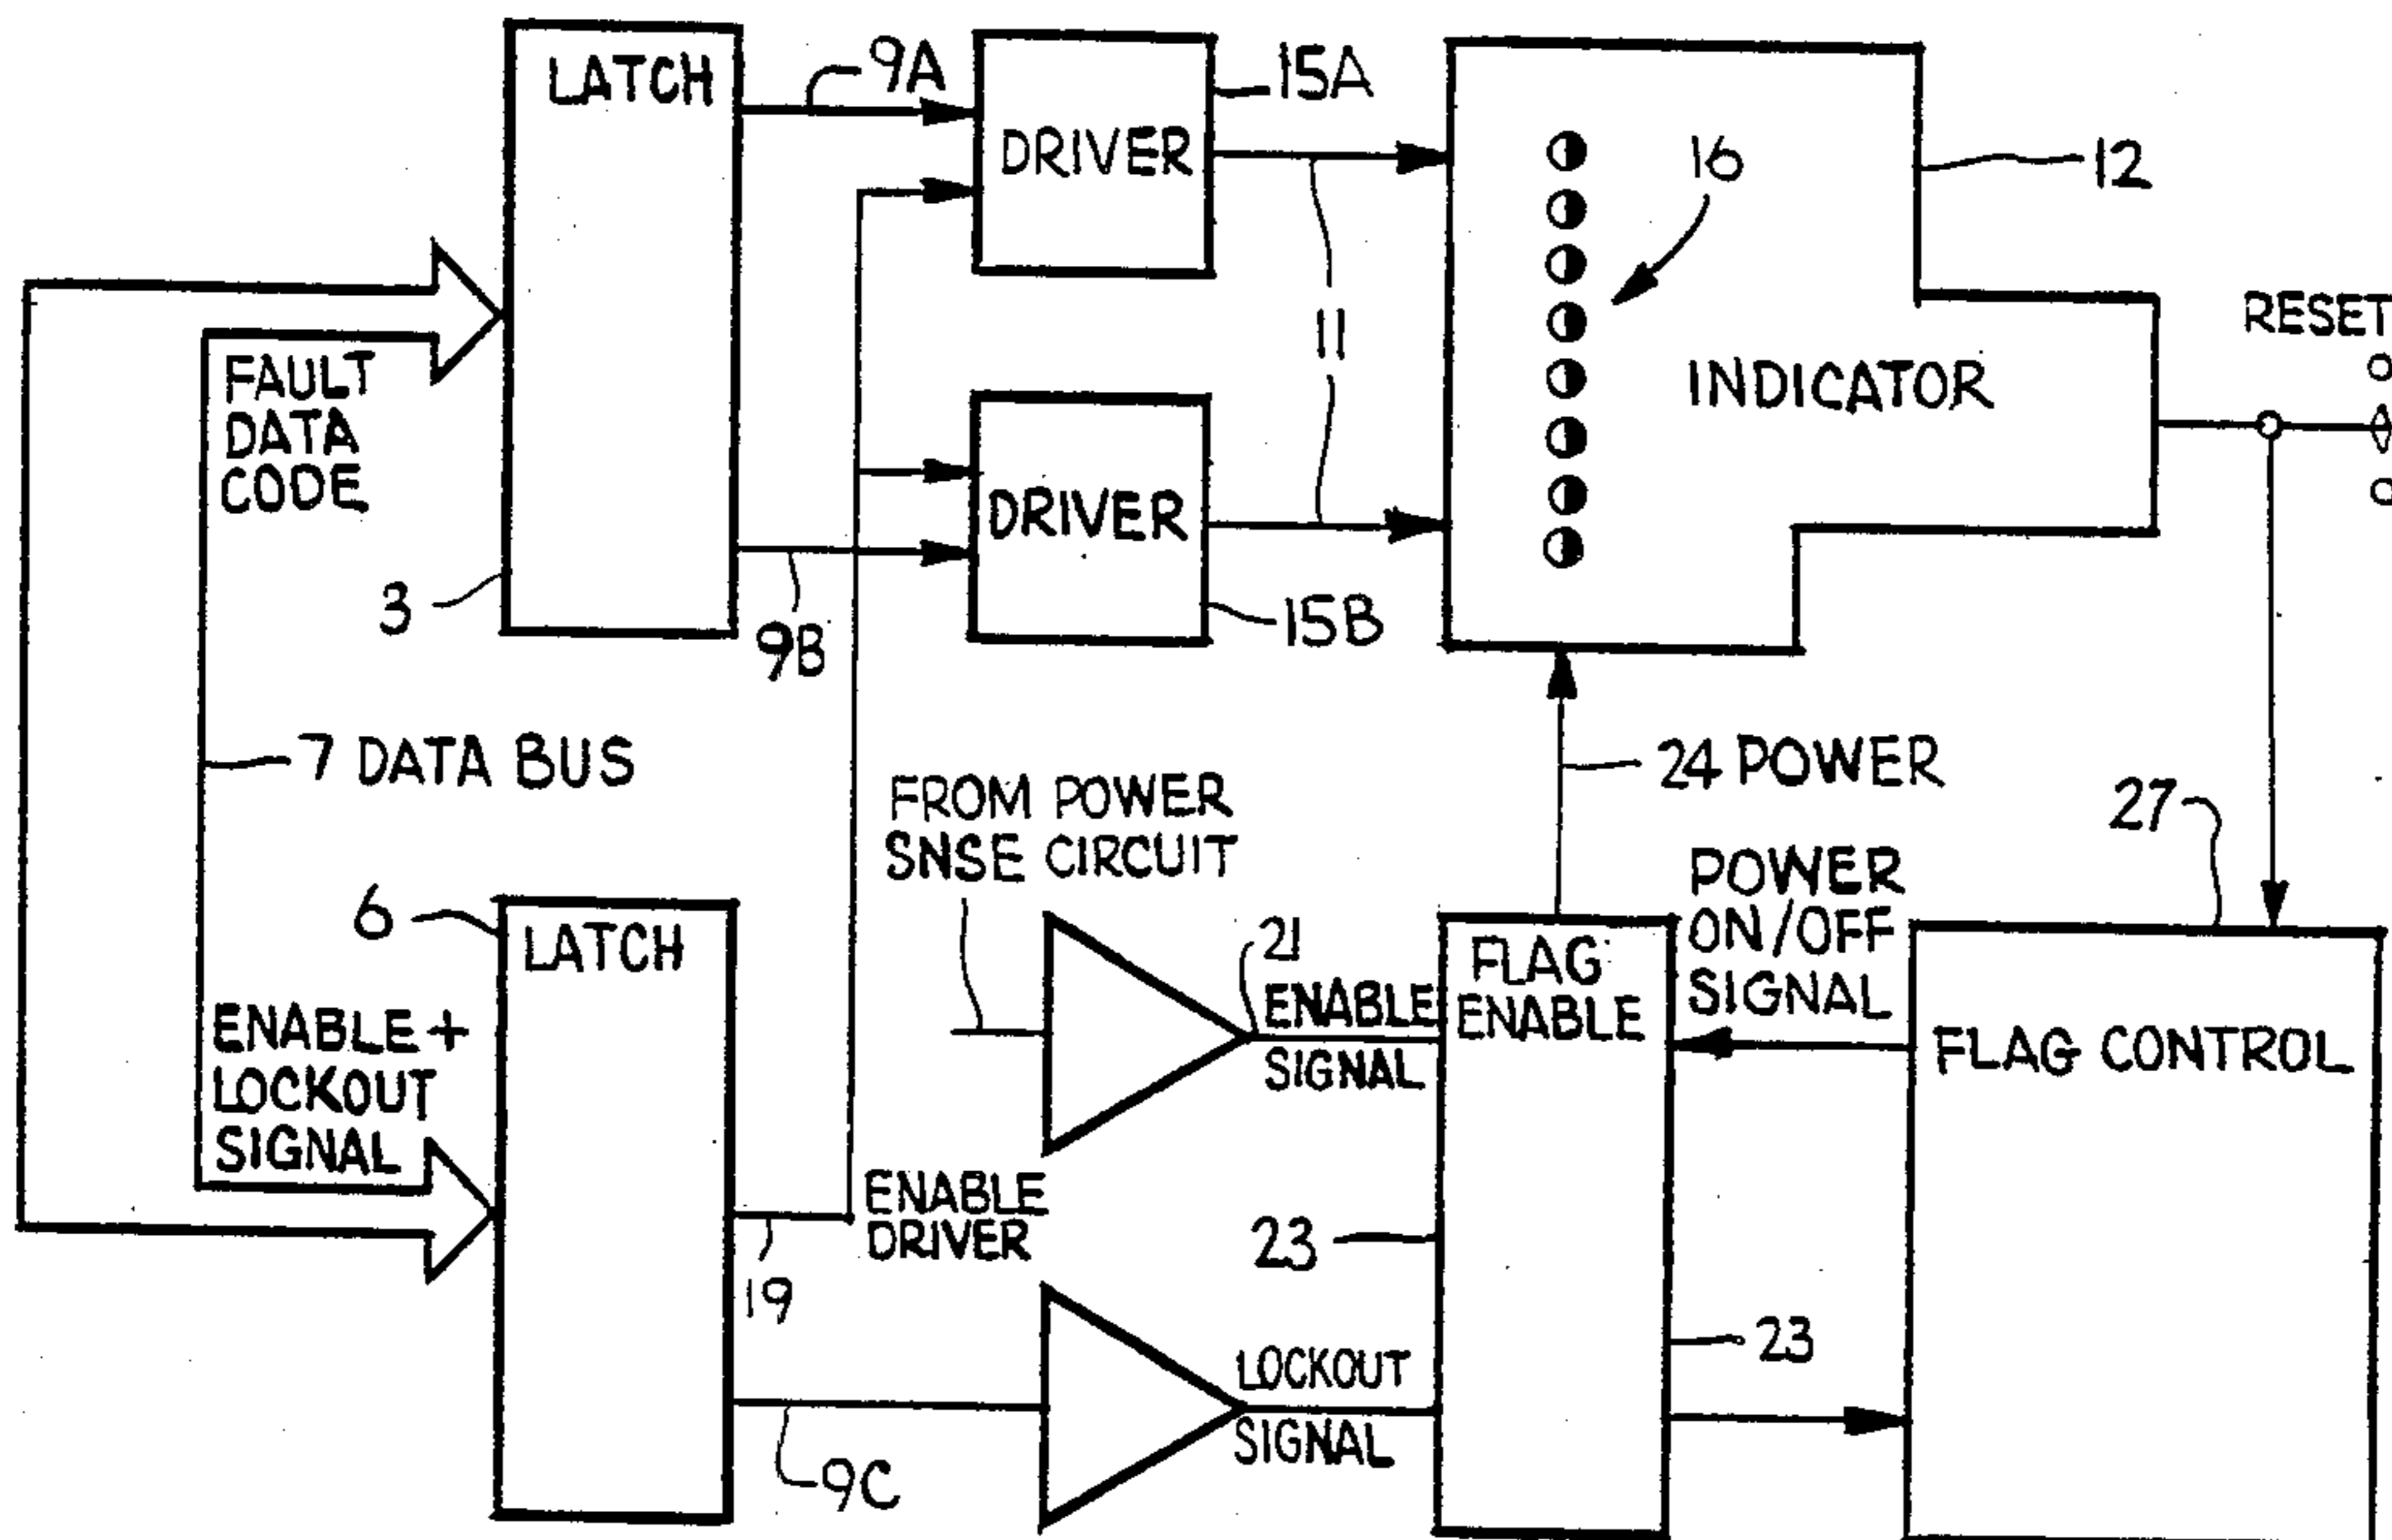 LATCH
9A
15A
DRIVER
16
12
RESET
11
INDICATOR
FAULT
DATA
CODE
DRIVER
3
9B
15B
7 DATA BUS
24 POWER
FROM POWER
SNSE CIRCUIT
27
6
LATCH
21
ENABLE
SIGNAL
FLAG
ENABLE
POWER
ON/OFF
SIGNAL
FLAG CONTROL
ENABLE +
LOCKOUT
SIGNAL
ENABLE
DRIVER
19
23
23
LOCKOUT
SIGNAL
9C